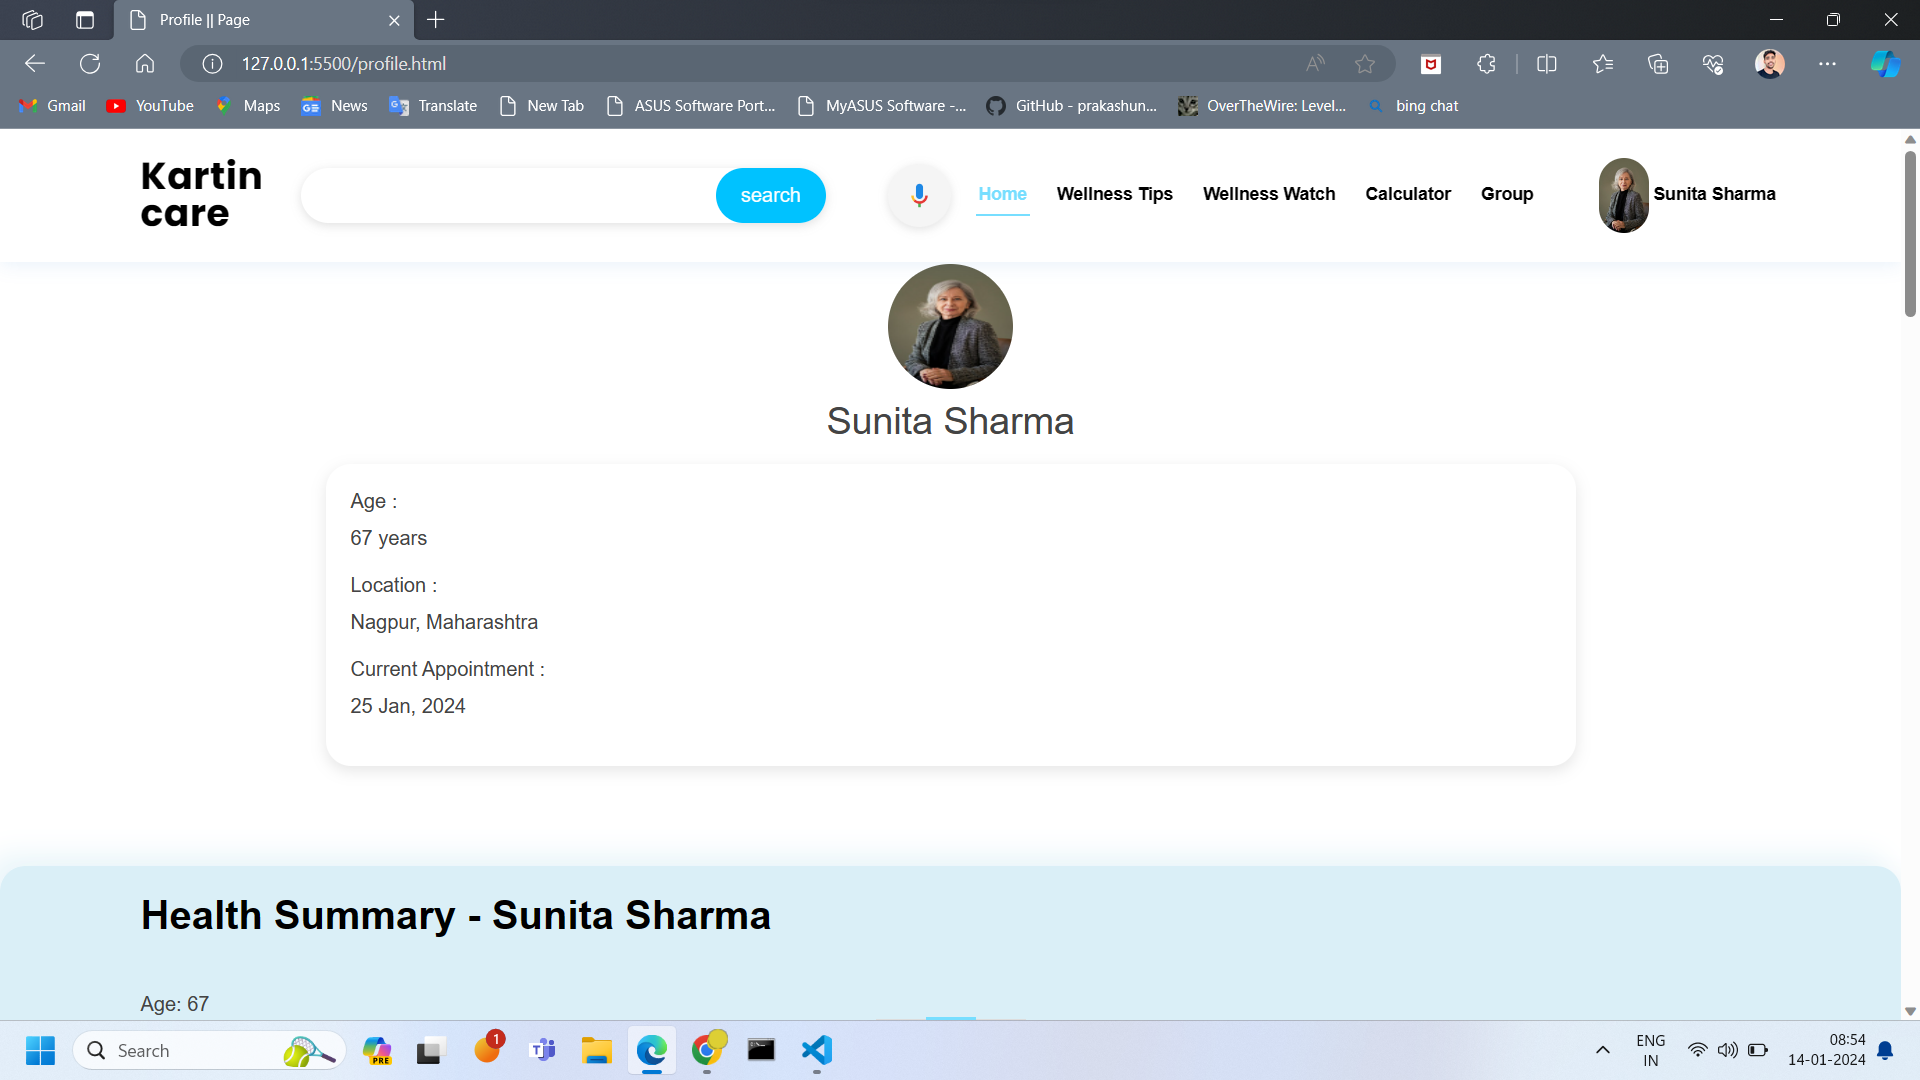 Profile || Page
127.0.0.1:5500/profile.html
Gmail YouTube Maps News Translate New Tab ASUS Software Port... MyASUS Software -... GitHub - prakashun... OverTheWire: Level... bing chat
Kartin
care
search
Home Wellness Tips Wellness Watch Calculator Group Sunita Sharma
Sunita Sharma
Age :
67 years
Location :
Nagpur, Maharashtra
Current Appointment :
25 Jan, 2024
Health Summary - Sunita Sharma
Age: 67
Search
PRE
1
ENG
IN
08:54
14-01-2024